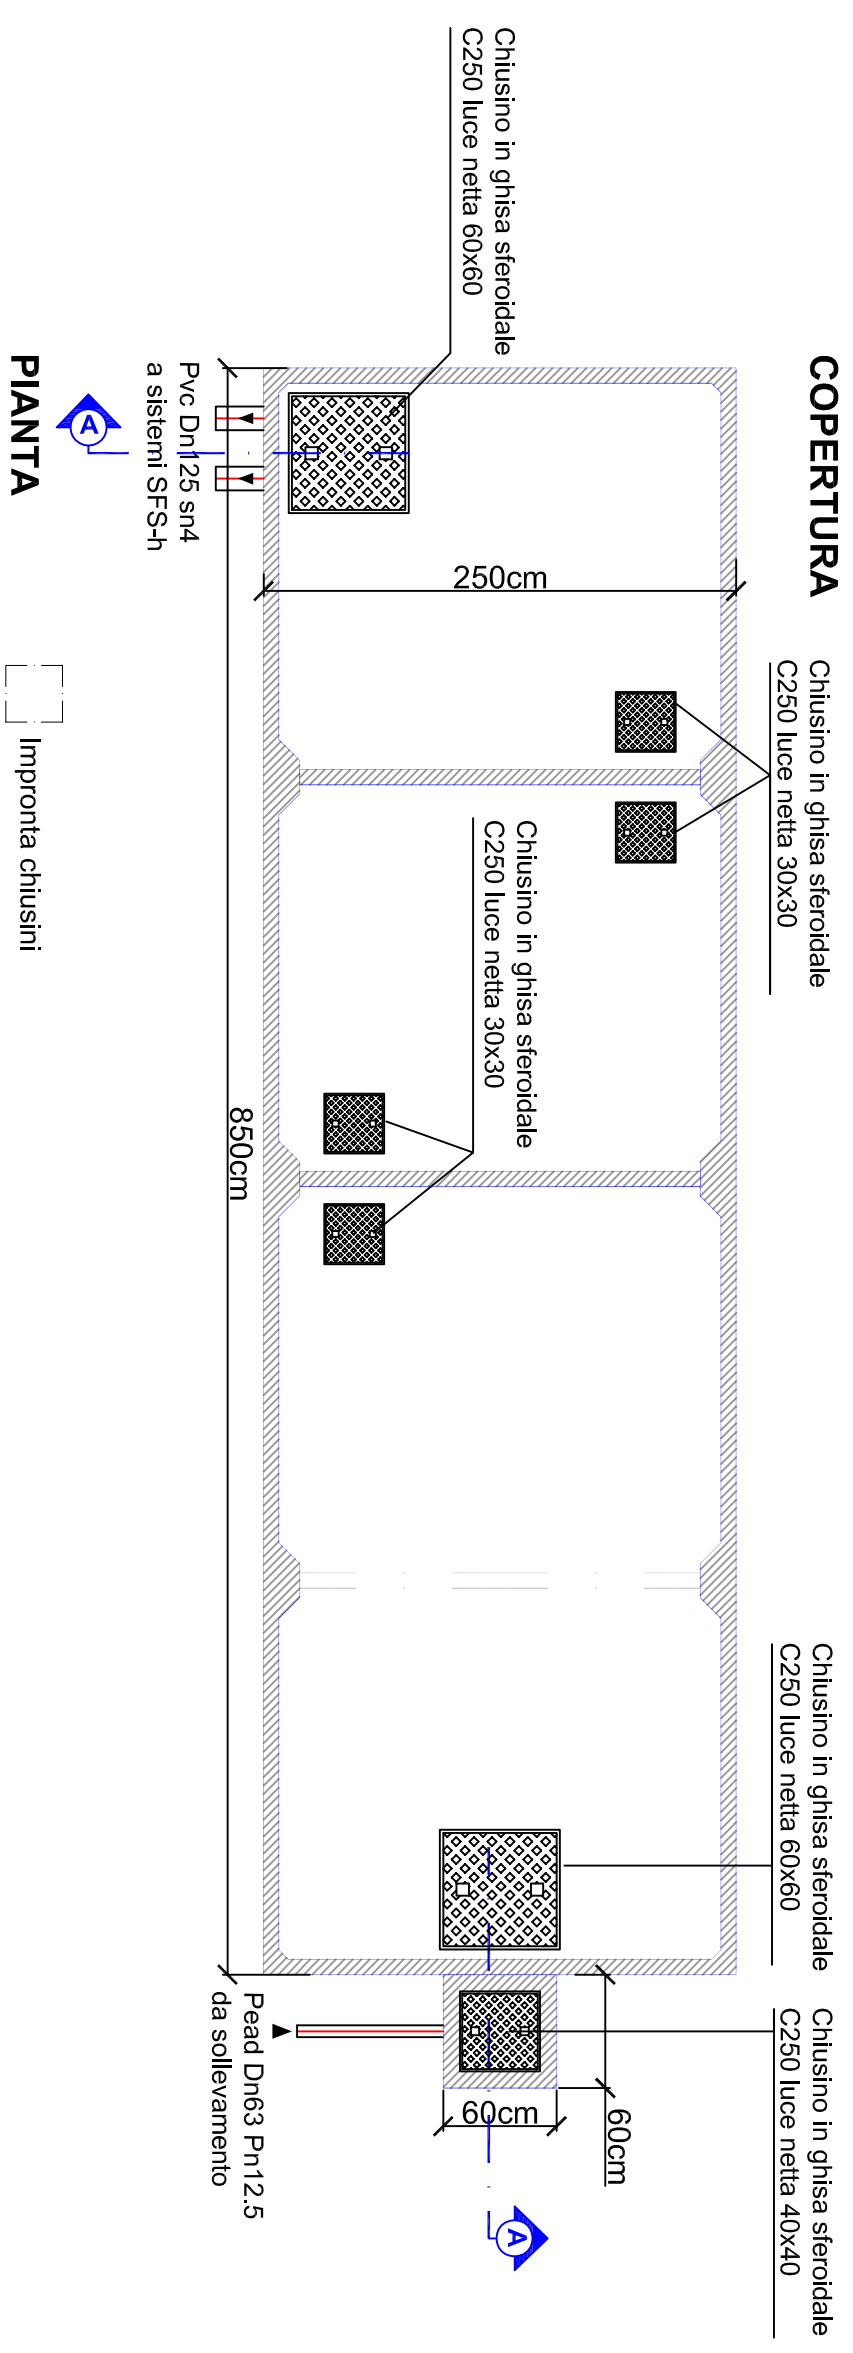 COPERTURA
Chiusino in ghisa sferoidale
C250 luce netta 30x30
Chiusino in ghisa sferoidale
C250 luce netta 60x60
Chiusino in ghisa sferoidale
C250 luce netta 40x40
Chiusino in ghisa sferoidale
C250 luce netta 60x60
Chiusino in ghisa sferoidale
C250 luce netta 30x30
250cm
60cm
60cm
850cm
Pvc Dn125 sn4
a sistemi SFS-h
Pead Dn63 Pn12.5
da sollevamento
A
A
PIANTA
Impronta chiusini